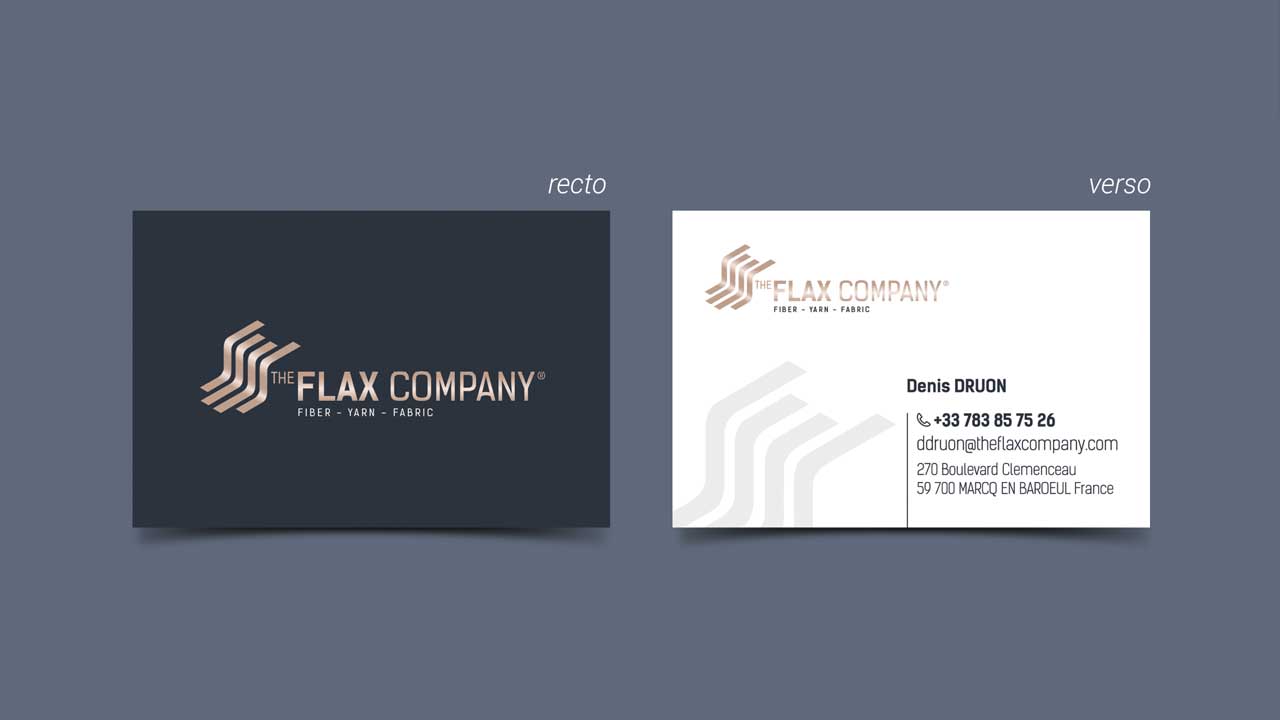 recto
THE FLAX COMPANY®
FIBER – YARN – FABRIC
verso
THE FLAX COMPANY®
FIBER – YARN – FABRIC
Denis DRUON
+33 783 85 75 26
ddruon@theflaxcompany.com
270 Boulevard Clemenceau
59 700 MARCQ EN BAROEUL France